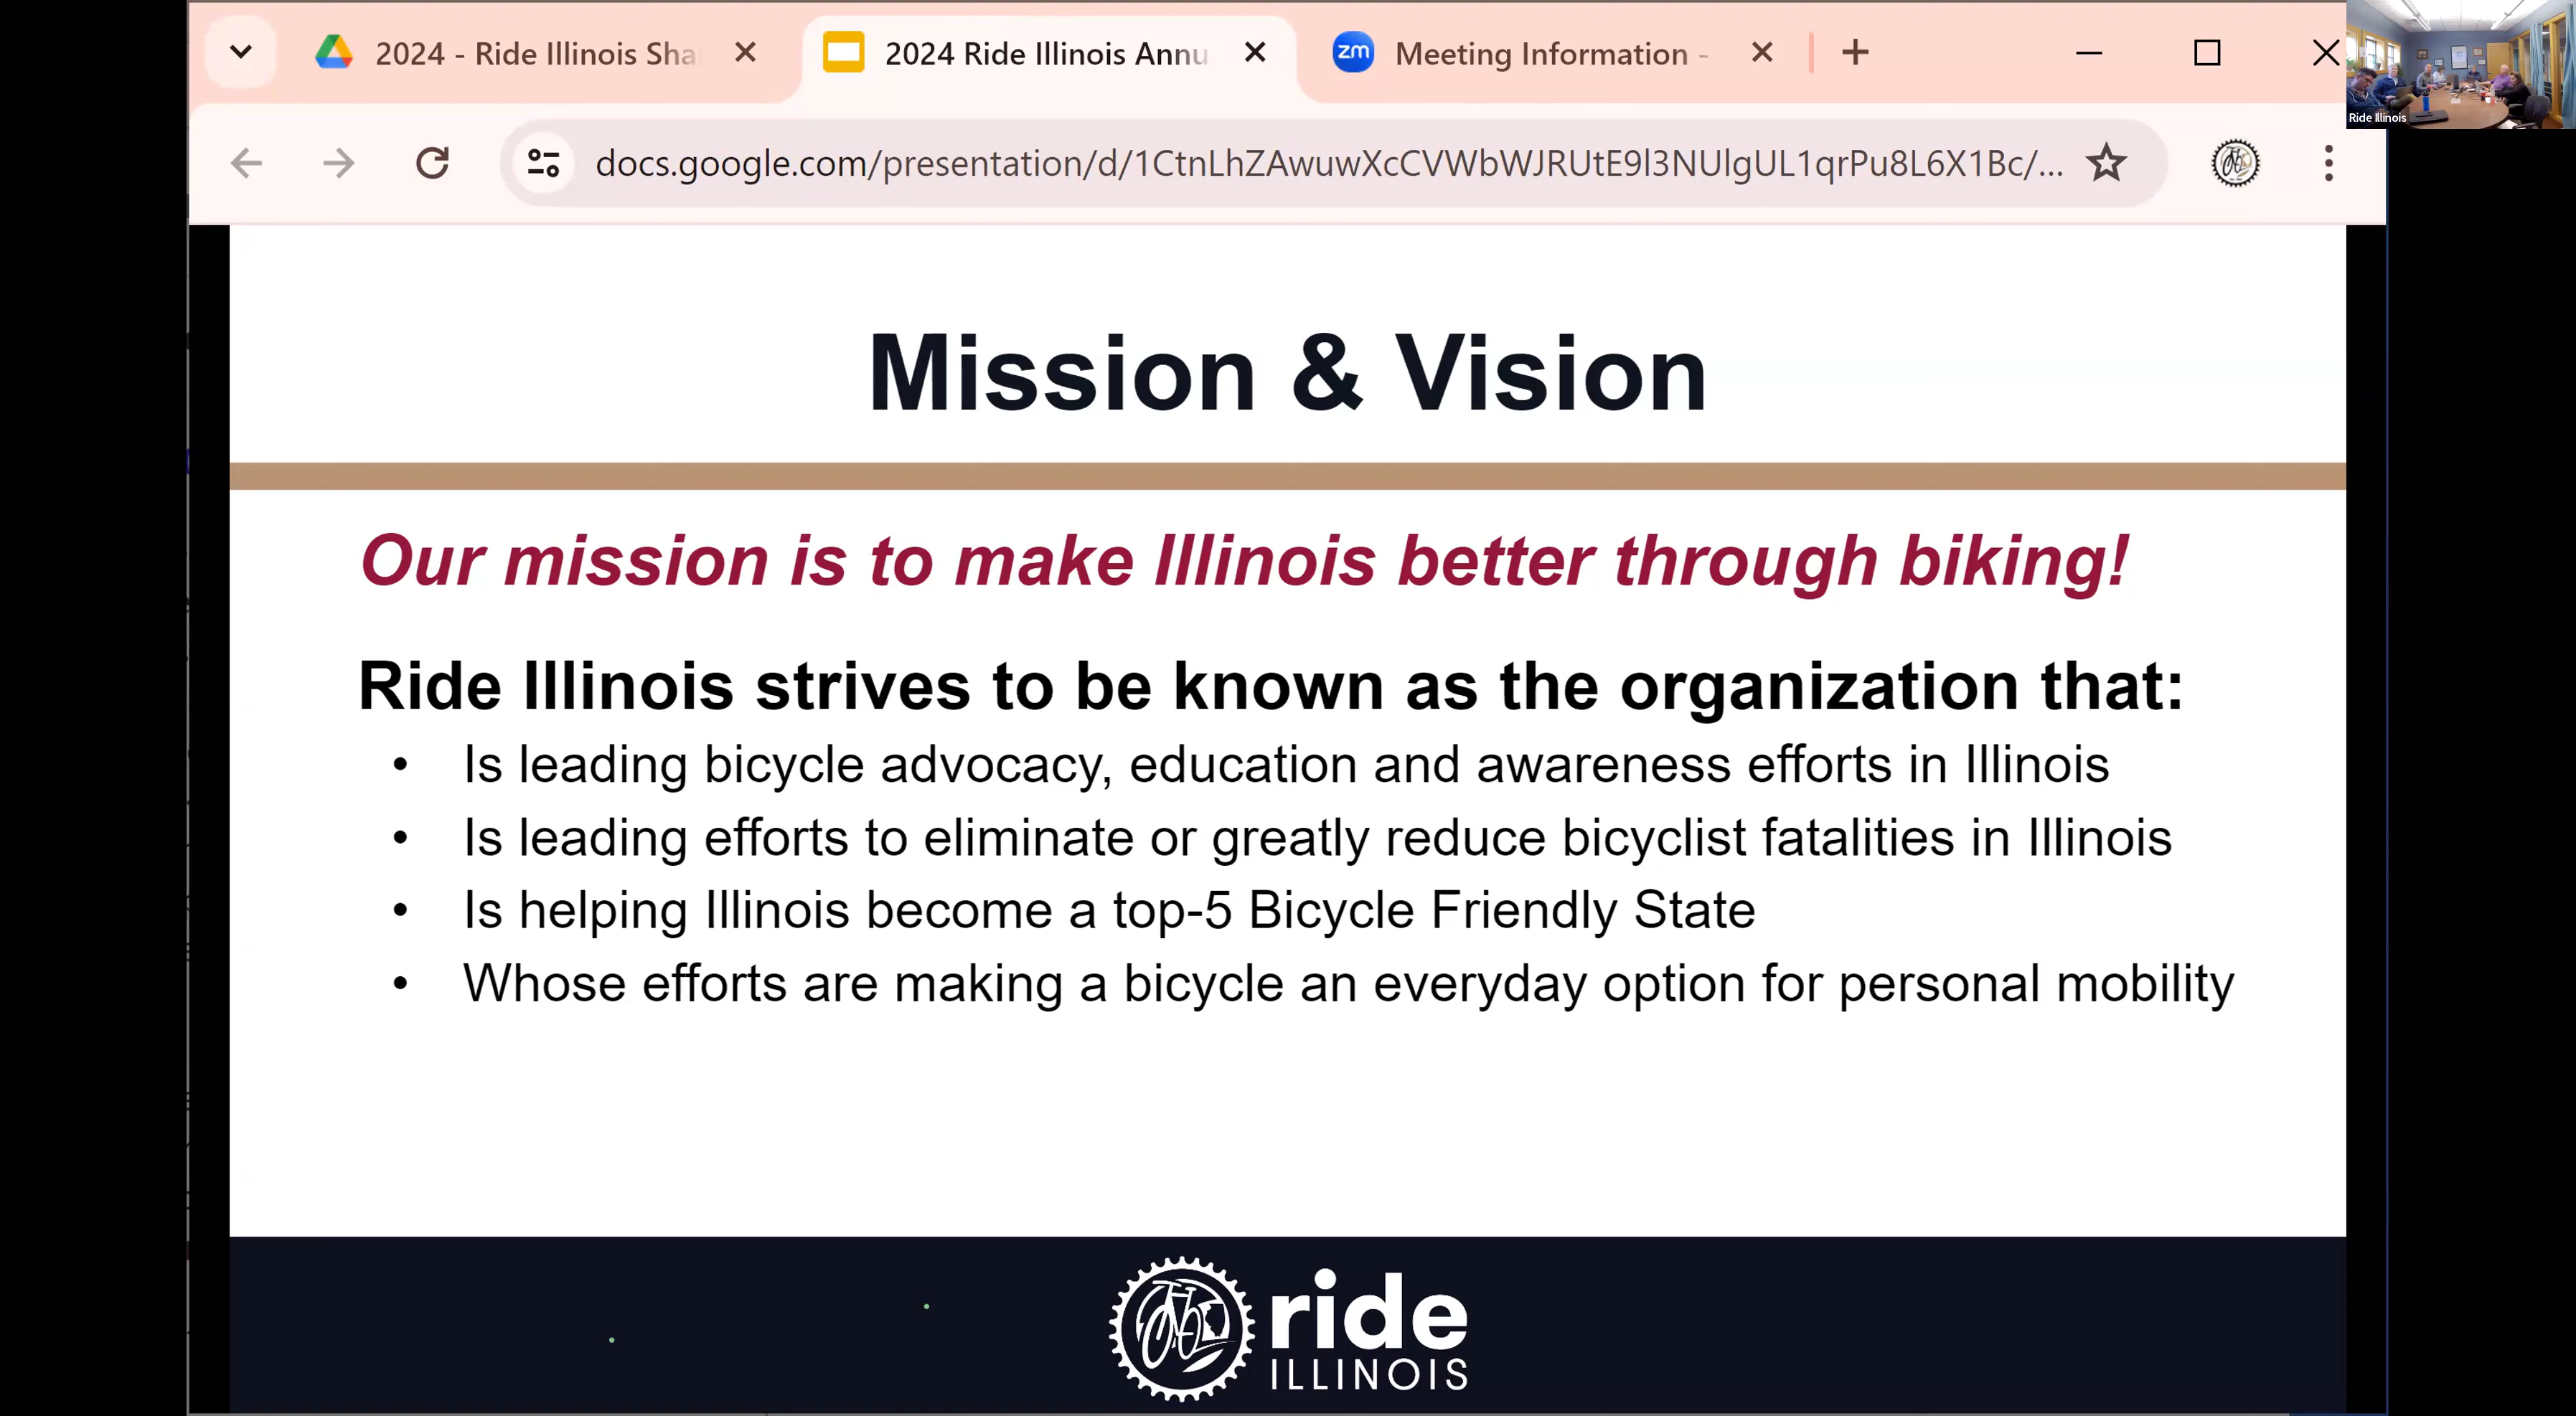 2024 - Ride Illinois Sha
2024 Ride Illinois Annu
zm
Meeting Information -
docs.google.com/presentation/d/1CtnLhZAwuwXcCVWbWJRUtE9l3NUlgUL1qrPu8L6X1Bc/...
Ride Illinois
Mission & Vision
Our mission is to make Illinois better through biking!
Ride Illinois strives to be known as the organization that:
• Is leading bicycle advocacy, education and awareness efforts in Illinois
• Is leading efforts to eliminate or greatly reduce bicyclist fatalities in Illinois
• Is helping Illinois become a top-5 Bicycle Friendly State
• Whose efforts are making a bicycle an everyday option for personal mobility
ride
ILLINOIS